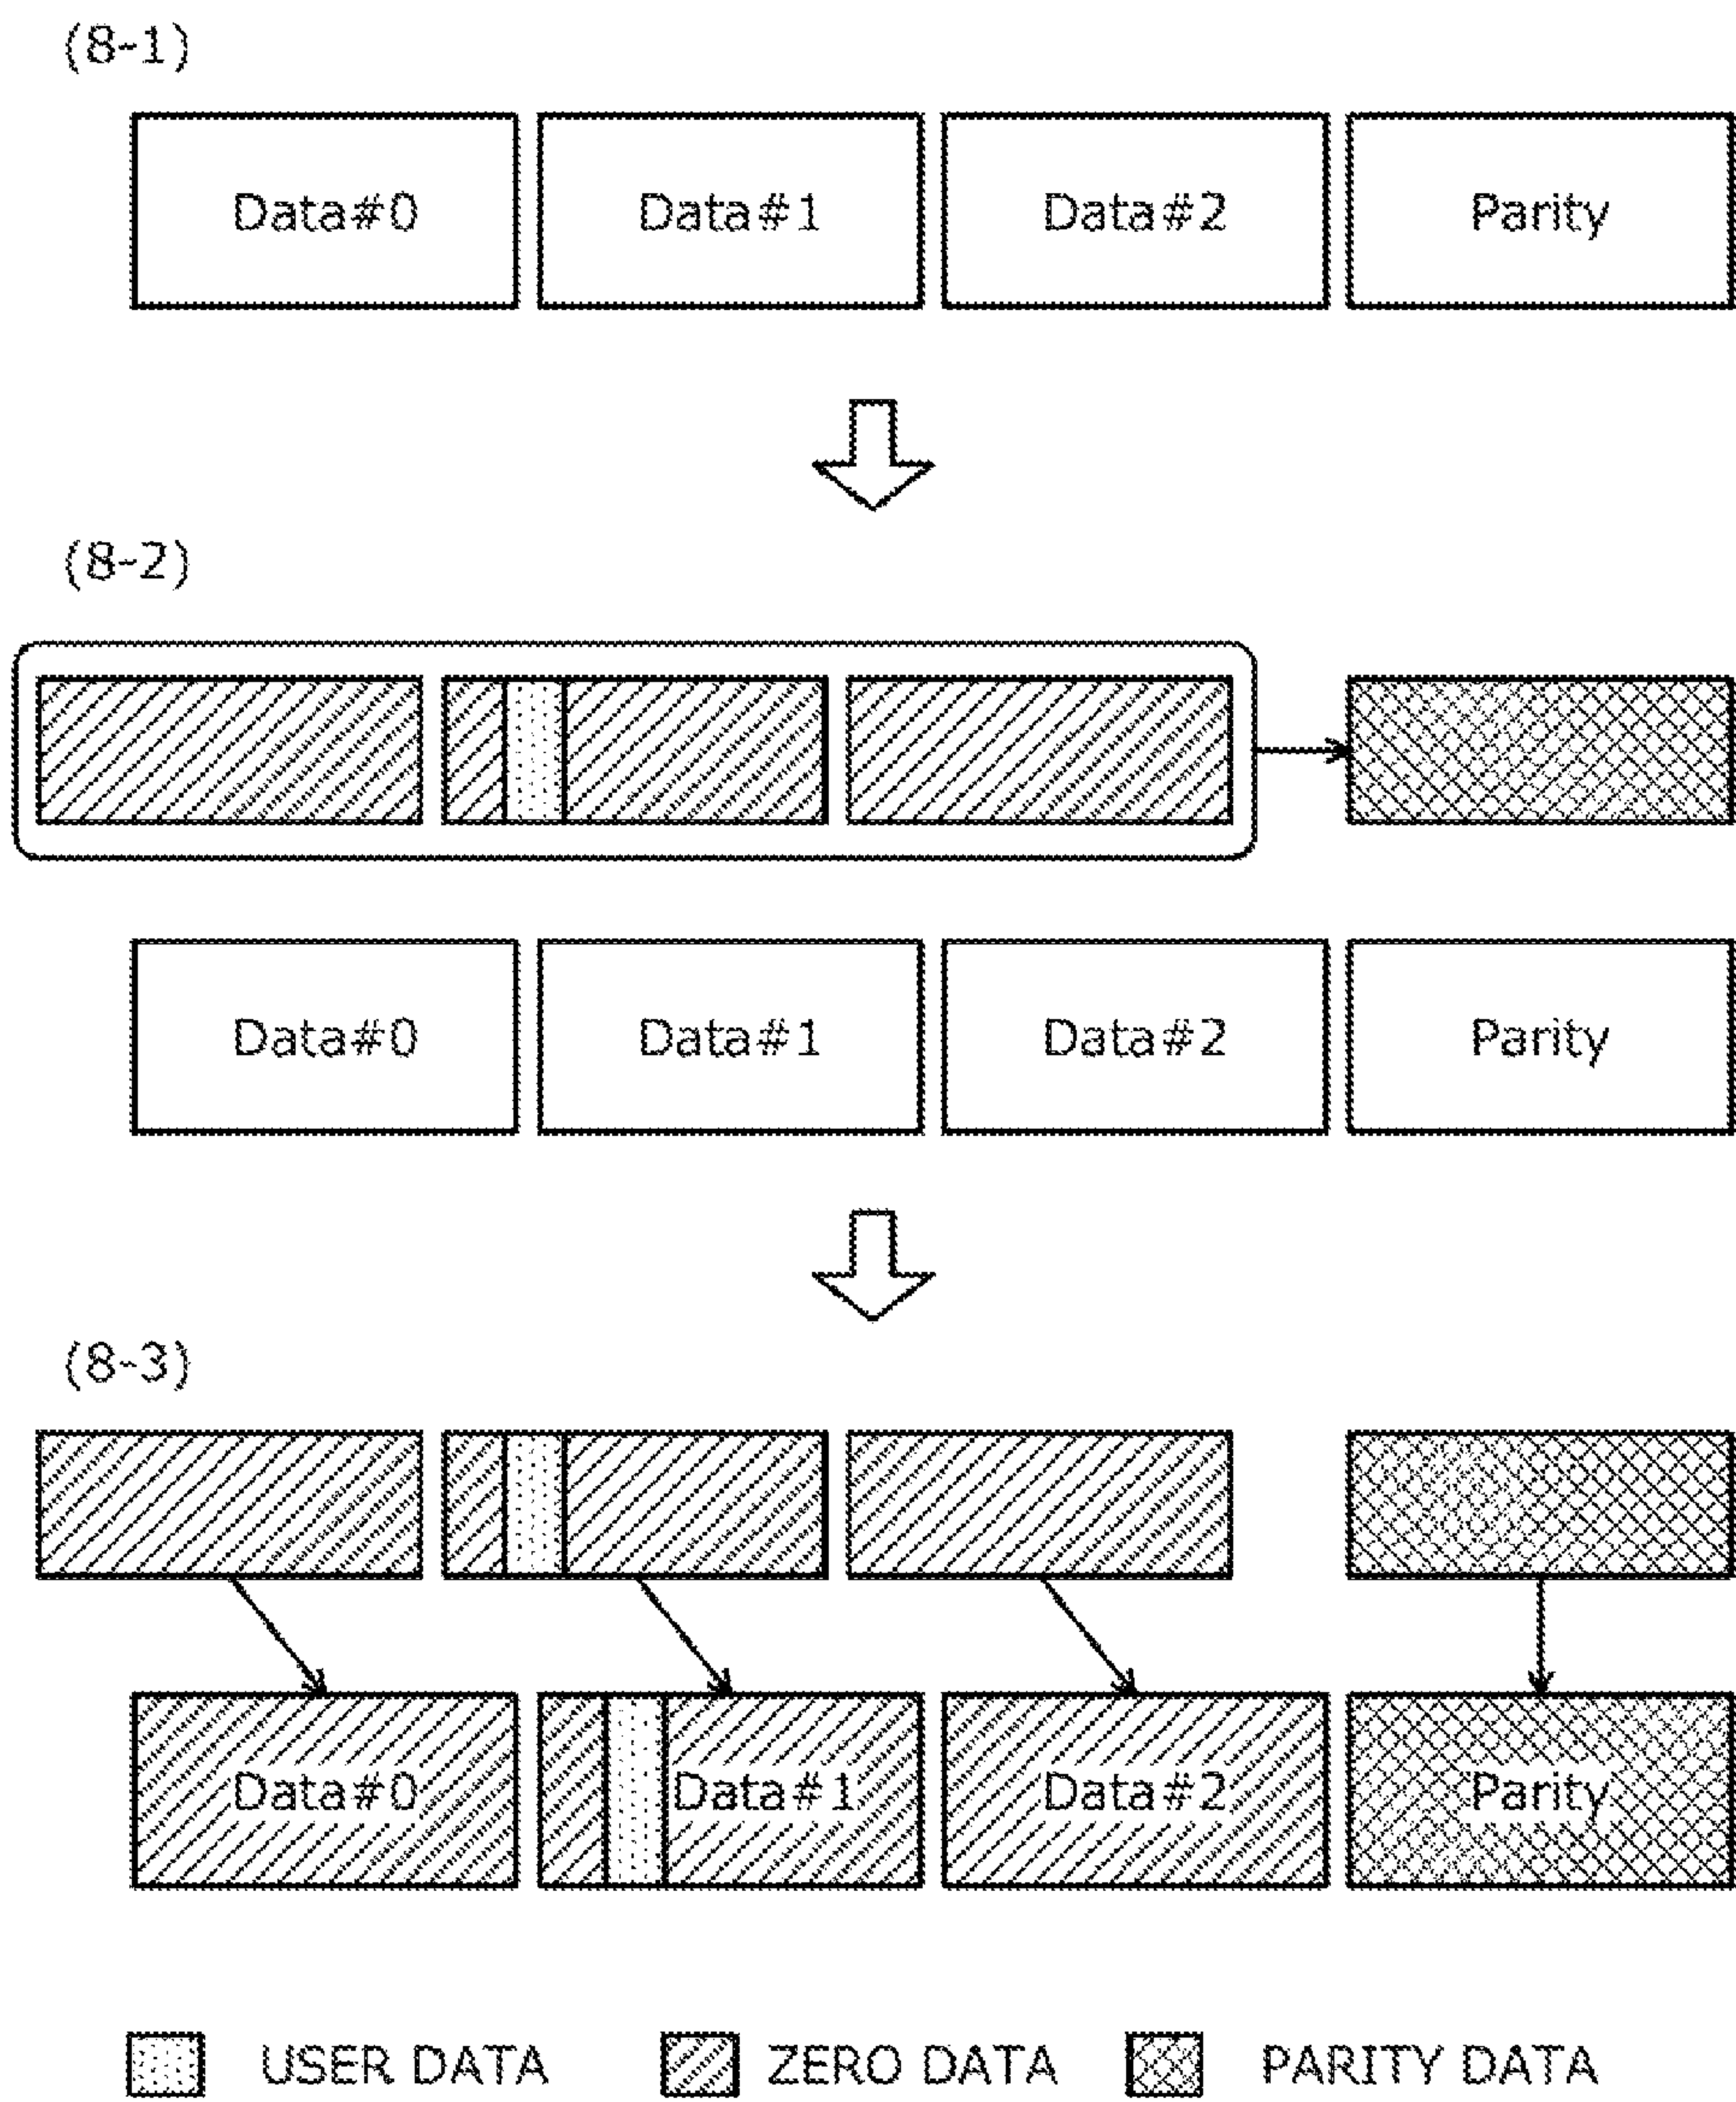 (8-1)
Data#0 Data#1 Data#2 Parity
(8-2)
Data#0 Data#1 Data#2 Parity
(8-3)
Data#0 Data#1 Data#2 Parity
USER DATA ZERO DATA PARITY DATA